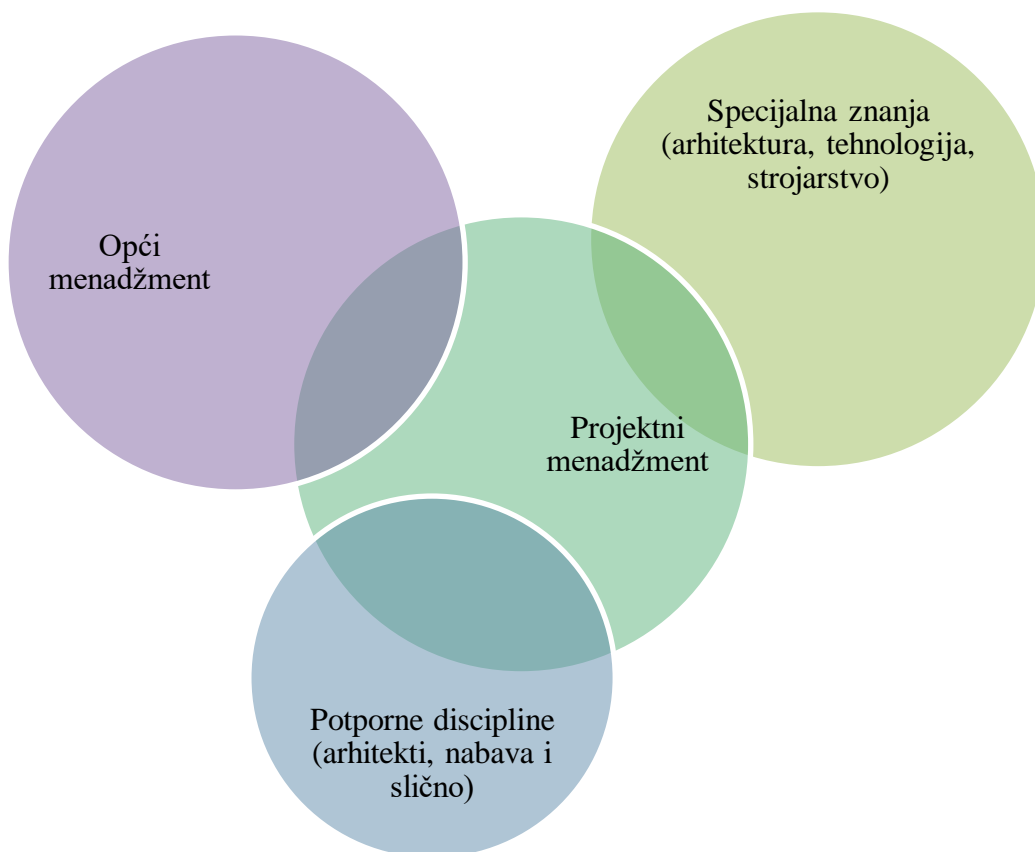 Specijalna znanja
(arhitektura, tehnologija,
strojarstvo)
Opći
menadžment
Projektni
menadžment
Potporne discipline
(arhitekti, nabava i
slično)